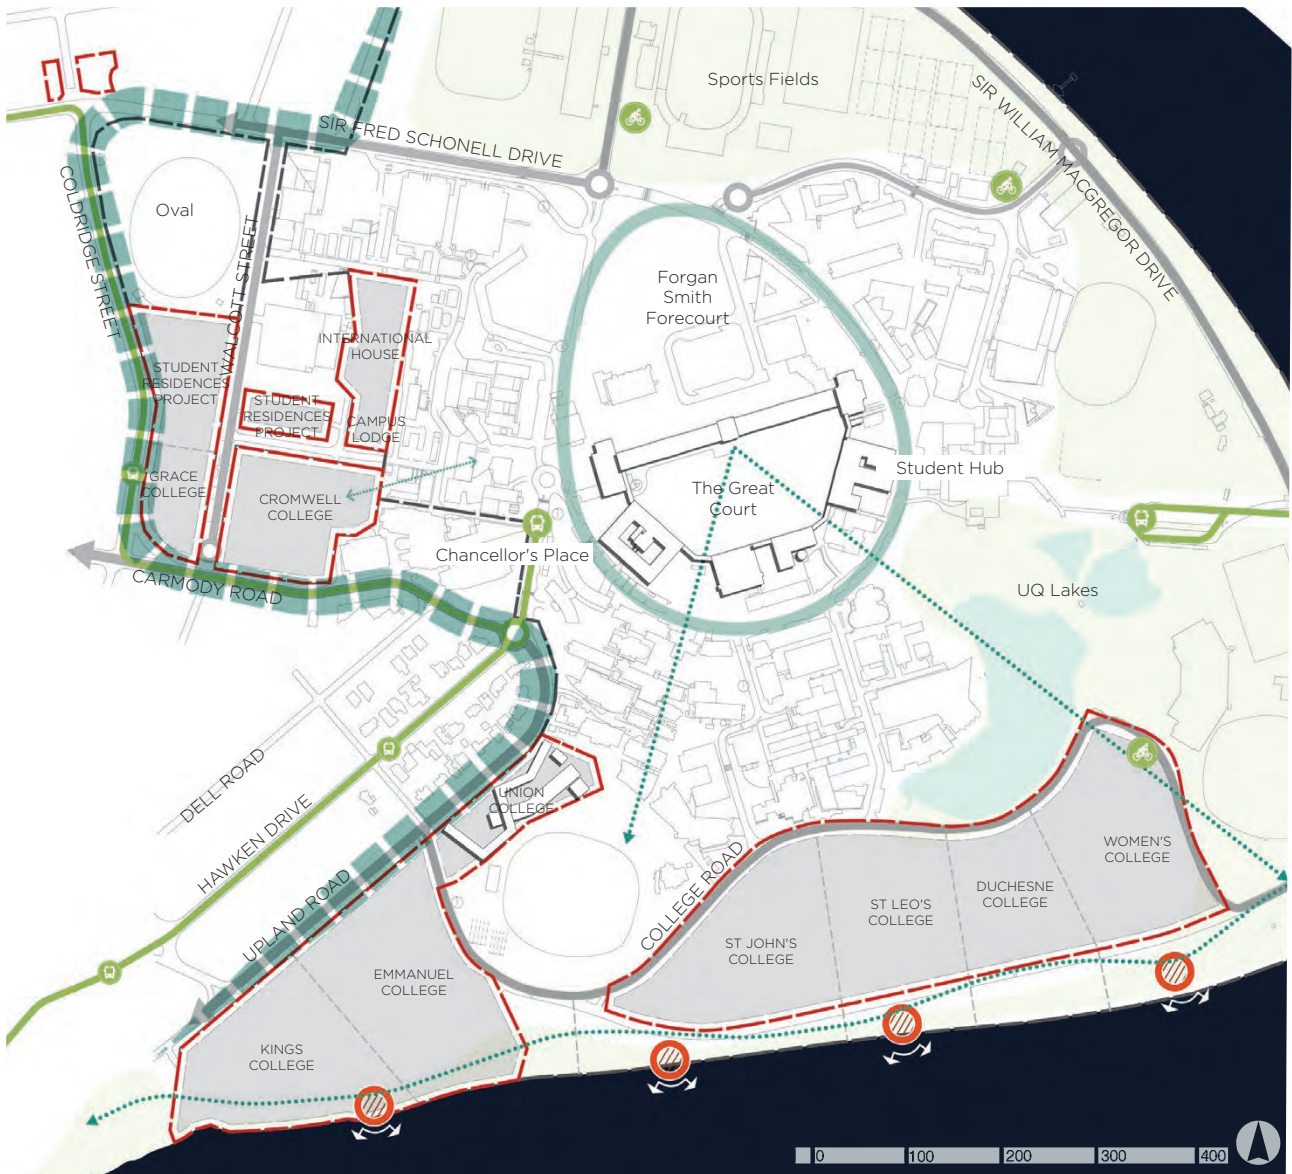 Sports Fields
SIR WILLIAM MACGREGOR DRIVE
SIR FRED SCHONELL DRIVE
COLDRIDGE STREET
Oval
WALCOTT STREET
Forgan
Smith
Forecourt
INTERNATIONAL
HOUSE
STUDENT
RESIDENCES
PROJECT
STUDENT
RESIDENCES
PROJECT
CAMPUS
LODGE
Student Hub
GRACE
COLLEGE
CROMWELL
COLLEGE
The Great
Court
Chancellor's Place
CARMODY ROAD
UQ Lakes
DELL ROAD
HAWKEN DRIVE
UNION
COLLEGE
UPLAND ROAD
COLLEGE ROAD
WOMEN'S
COLLEGE
DUCHESNE
COLLEGE
ST LEO'S
COLLEGE
ST JOHN'S
COLLEGE
EMMANUEL
COLLEGE
KINGS
COLLEGE
0 100 200 300 400